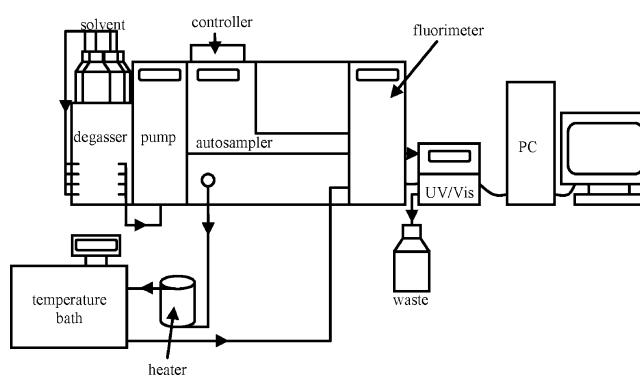 controller
solvent
fluorimeter
degasser
pump
autosampler
PC
UV/Vis
temperature
bath
waste
heater